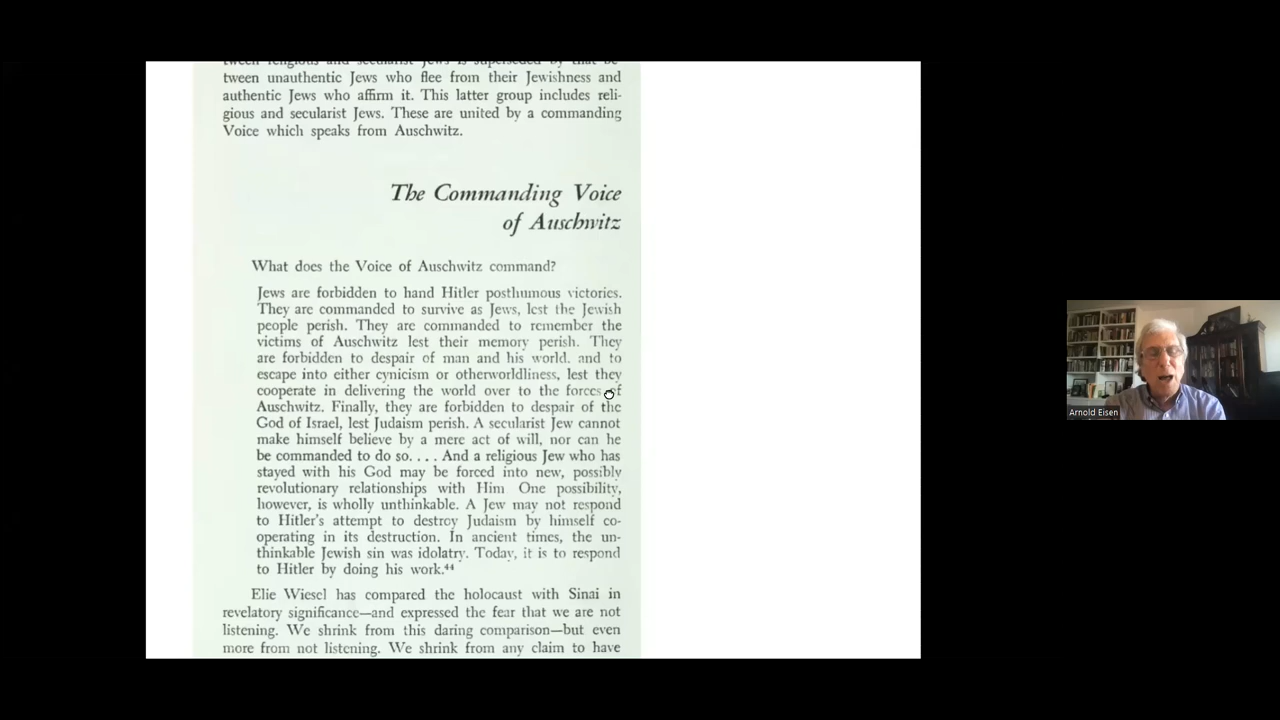 tween religious and secularist Jews is superseded by that be-
tween unauthentic Jews who flee from their Jewishness and
authentic Jews who affirm it. This latter group includes reli-
gious and secularist Jews. These are united by a commanding
Voice which speaks from Auschwitz.
The Commanding Voice
of Auschwitz
What does the Voice of Auschwitz command?
Jews are forbidden to hand Hitler posthumous victories.
They are commanded to survive as Jews, lest the Jewish
people perish. They are commanded to remember the
victims of Auschwitz lest their memory perish. They
are forbidden to despair of man and his world, and to
escape into either cynicism or otherworldliness, lest they
cooperate in delivering the world over to the forces of
Auschwitz. Finally, they are forbidden to despair of the
God of Israel, lest Judaism perish. A secularist Jew cannot
make himself believe by a mere act of will, nor can he
be commanded to do so. . . . And a religious Jew who has
stayed with his God may be forced into new, possibly
revolutionary relationships with Him One possibility,
however, is wholly unthinkable. A Jew may not respond
to Hitler's attempt to destroy Judaism by himself co-
operating in its destruction. In ancient times, the un-
thinkable Jewish sin was idolatry. Today, it is to respond
to Hitler by doing his work.44
Elie Wiesel has compared the holocaust with Sinai in
revelatory significance—and expressed the fear that we are not
listening. We shrink from this daring comparison—but even
more from not listening. We shrink from any claim to have
Arnold Eisen